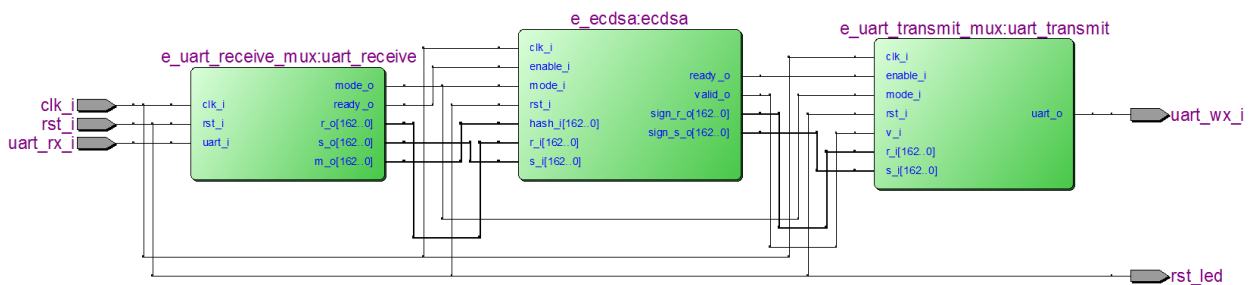 clk_i
rst_i
uart_rx_i
e_uart_receive_mux:uart_receive
clk_i
rst_i
uart_i
mode_o
ready_o
r_o[162..0]
s_o[162..0]
m_o[162..0]
e_ecdsa:ecdsa
clk_i
enable_i
mode_i
rst_i
hash_i[162..0]
r_i[162..0]
s_i[162..0]
ready_o
valid_o
sign_r_o[162..0]
sign_s_o[162..0]
e_uart_transmit_mux:uart_transmit
clk_i
enable_i
mode_i
rst_i
v_i
r_i[162..0]
s_i[162..0]
uart_o
uart_wx_i
rst_led